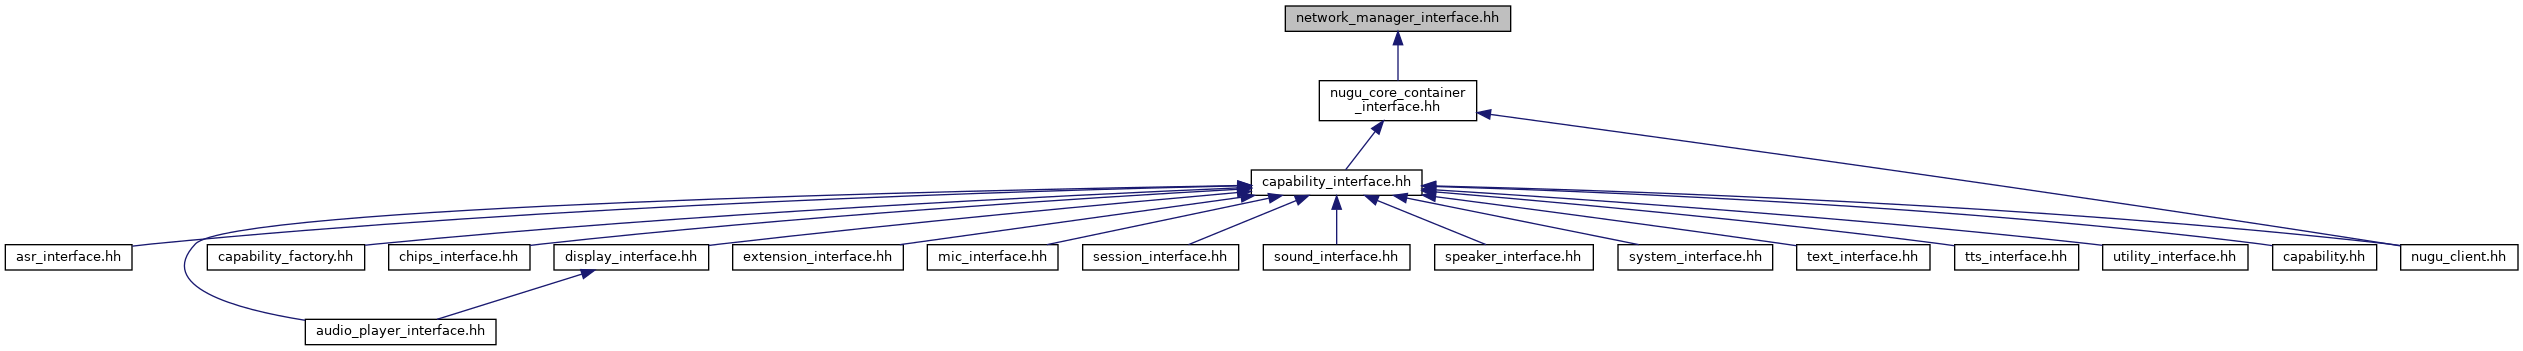 network_manager_interface.hh
nugu_core_container
_interface.hh
capability_interface.hh
asr_interface.hh
capability_factory.hh
chips_interface.hh
display_interface.hh
extension_interface.hh
mic_interface.hh
session_interface.hh
sound_interface.hh
speaker_interface.hh
system_interface.hh
text_interface.hh
tts_interface.hh
utility_interface.hh
capability.hh
nugu_client.hh
audio_player_interface.hh